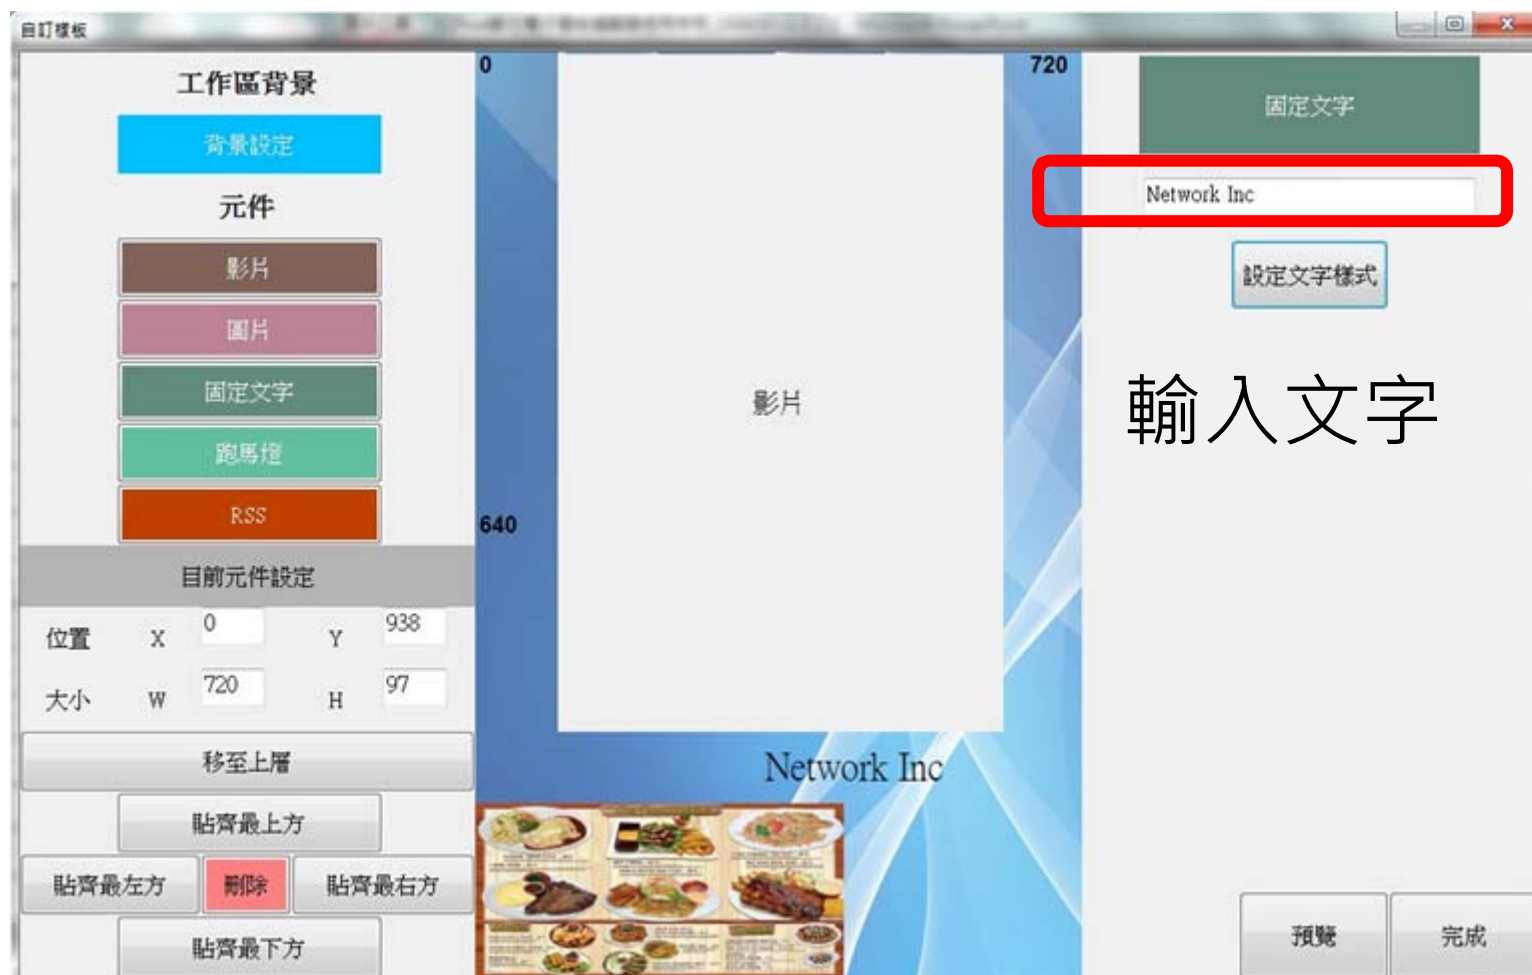 自訂樣板
工作區背景
背景設定
元件
影片
圖片
固定文字
跑馬燈
RSS
目前元件設定
位置 X 0 Y 938
大小 W 720 H 97
移至上層
貼齊最上方
貼齊最左方 刪除 貼齊最右方
貼齊最下方
0 720
640
影片
Network Inc
固定文字
Network Inc
設定文字樣式
輸入文字
預覽 完成